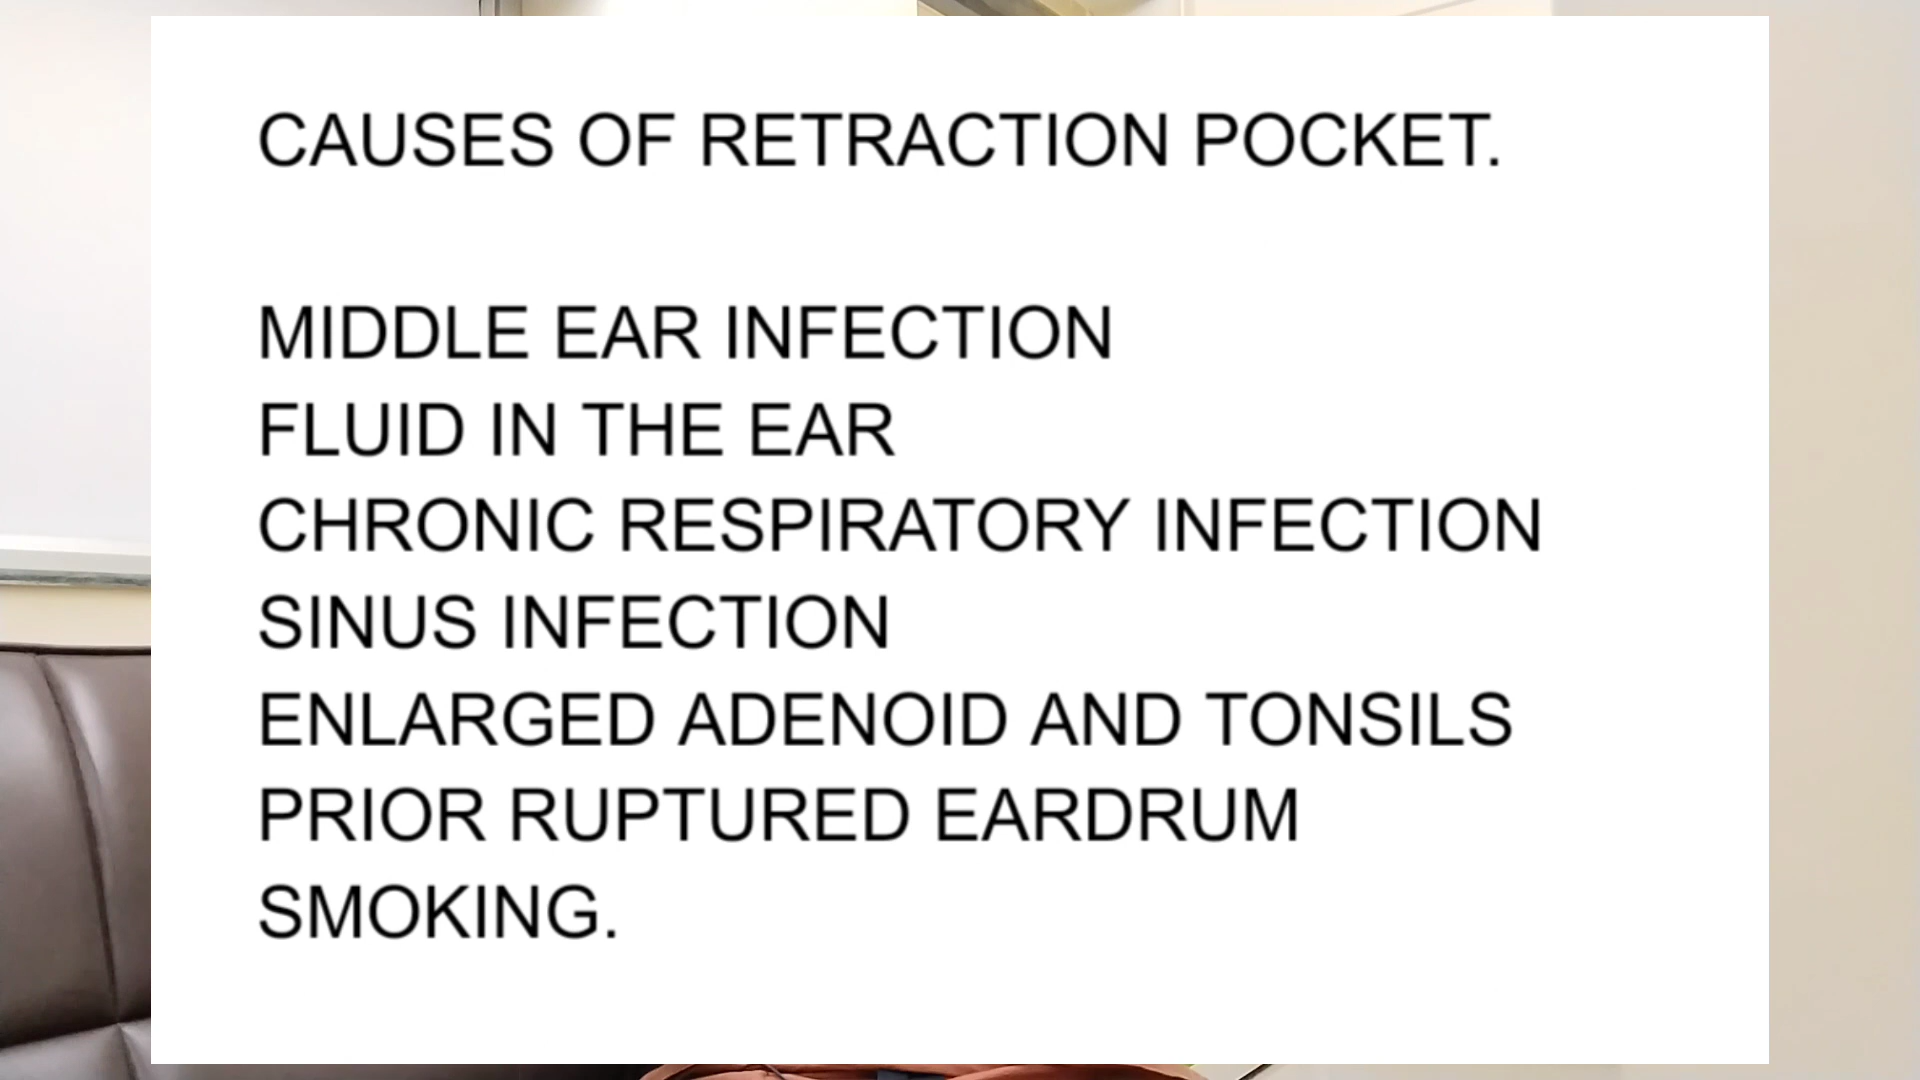 CAUSES OF RETRACTION POCKET.
MIDDLE EAR INFECTION
FLUID IN THE EAR
CHRONIC RESPIRATORY INFECTION
SINUS INFECTION
ENLARGED ADENOID AND TONSILS
PRIOR RUPTURED EARDRUM
SMOKING.